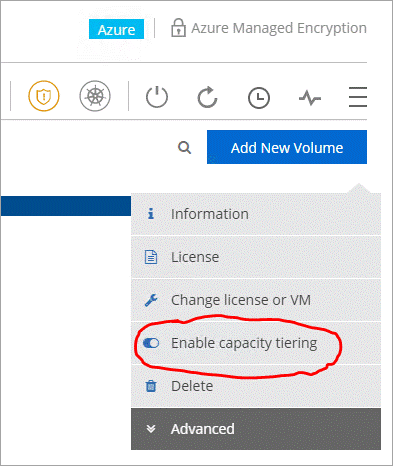 Azure
Azure Managed Encryption
Add New Volume
Information
License
Change license or VM
Enable capacity tiering
Delete
Advanced